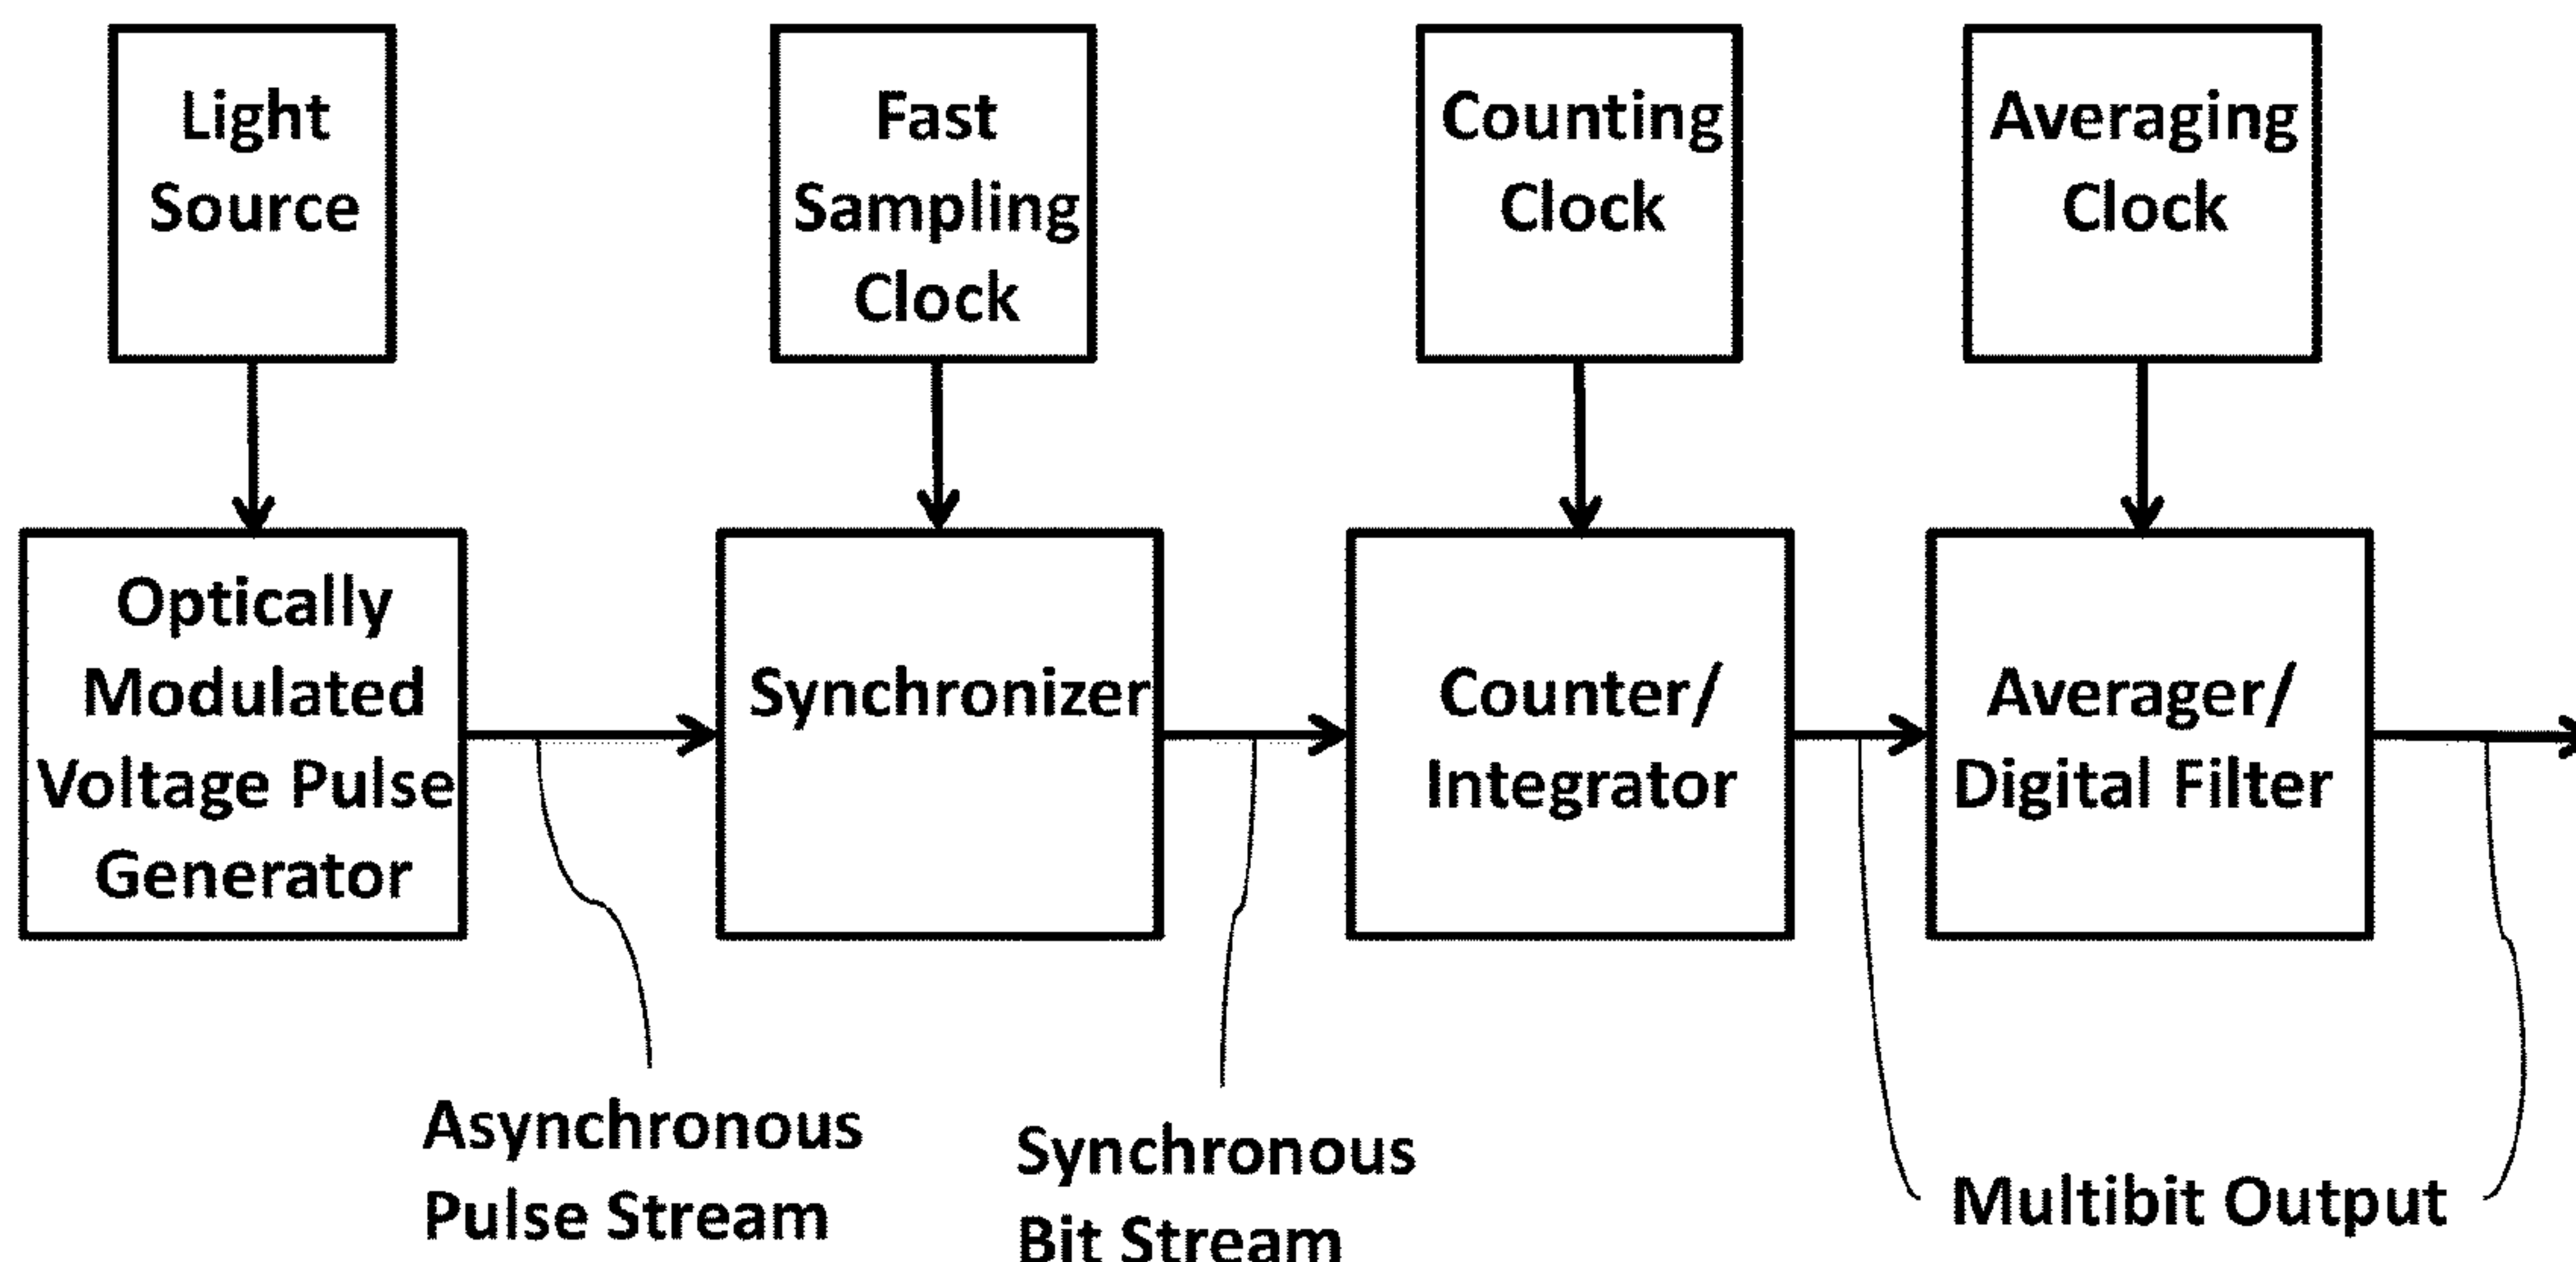 Light
Source
Fast
Sampling
Clock
Counting
Clock
Averaging
Clock
Optically
Modulated
Voltage Pulse
Generator
Synchronizer
Counter/
Integrator
Averager/
Digital Filter
Asynchronous
Pulse Stream
Synchronous
Bit Stream
Multibit Output